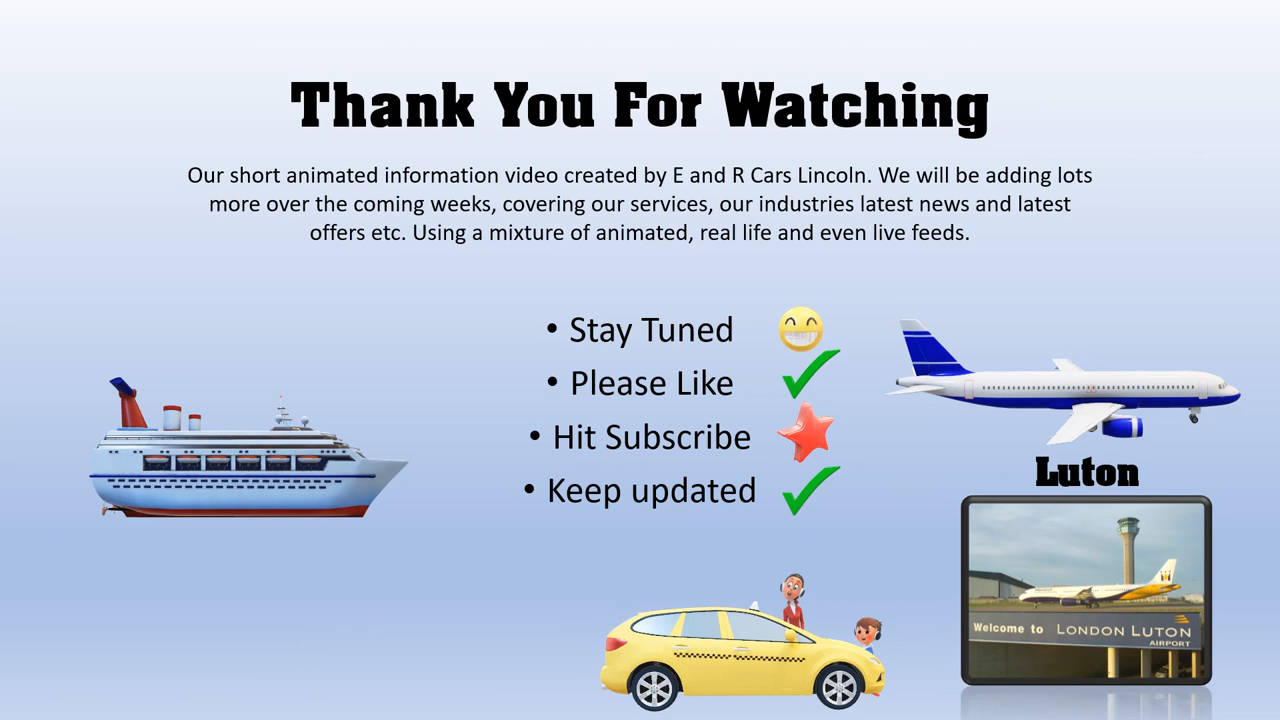 Thank You For Watching
Our short animated information video created by E and R Cars Lincoln. We will be adding lots
more over the coming weeks, covering our services, our industries latest news and latest
offers etc. Using a mixture of animated, real life and even live feeds.
• Stay Tuned
• Please Like
• Hit Subscribe
• Keep updated
Luton
Welcome to LONDON LUTON
AIRPORT